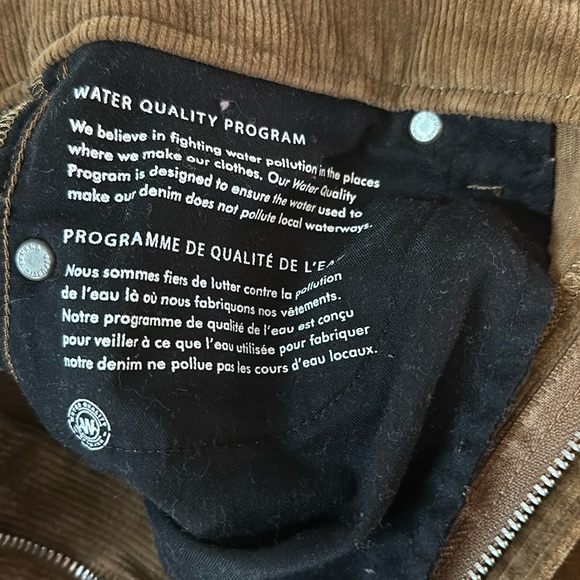 WATER QUALITY PROGRAM
We believe in fighting water pollution in the places
where we make our clothes. Our Water Quality
Program is designed to ensure the water used to
make our denim does not pollute local waterways.
PROGRAMME DE QUALITÉ DE L'EA
Nous sommes fiers de lutter contre la pollution
de l'eau là où nous fabriquons nos vêtements.
Notre programme de qualité de l'eau est conçu
pour veiller à ce que l'eau utilisée pour fabriquer
notre denim ne pollue pas les cours d'eau locaux.
WATER QUALITY